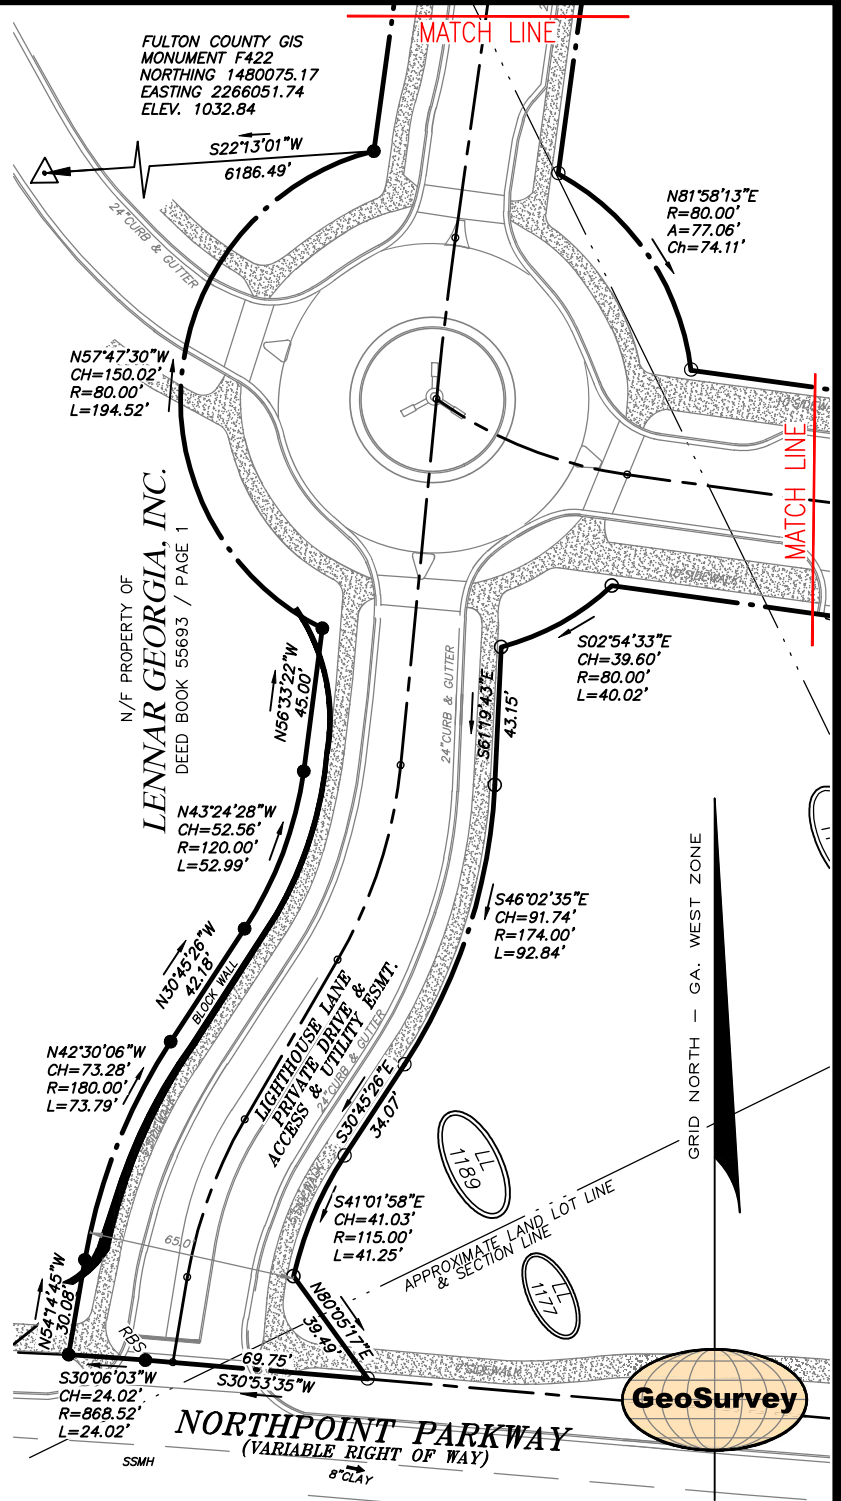 MATCH LINE
FULTON COUNTY GIS
MONUMENT F422
NORTHING 1480075.17
EASTING 2266051.74
ELEV. 1032.84
S22°13'01"W
6186.49'
24"CURB & GUTTER
N81°58'13"E
R=80.00'
A=77.06'
Ch=74.11'
N57°47'30"W
CH=150.02'
R=80.00'
L=194.52'
MATCH LINE
N/F PROPERTY OF
LENNAR GEORGIA, INC.
DEED BOOK 55693 / PAGE 1
S02°54'33"E
CH=39.60'
R=80.00'
L=40.02'
N56°33'22"W
45.00'
24"CURB & GUTTER
S61°19'43"E
43.15'
N43°24'28"W
CH=52.56'
R=120.00'
L=52.99'
S46°02'35"E
CH=91.74'
R=174.00'
L=92.84'
GRID NORTH – GA. WEST ZONE
N30°45'26"W
42.18'
BLOCK WALL
LIGHTHOUSE LANE
PRIVATE DRIVE &
ACCESS & UTILITY ESMT.
24"CURB & GUTTER
N42°30'06"W
CH=73.28'
R=180.00'
L=73.79'
S30°45'26"E
34.07'
LL
1189
S41°01'58"E
CH=41.03'
R=115.00'
L=41.25'
APPROXIMATE LAND LOT LINE
& SECTION LINE
LL
1177
65.0
N54°14'45"W
30.08'
N80°05'17"E
39.49'
RBS
69.75'
S30°53'35"W
S30°06'03"W
CH=24.02'
R=868.52'
L=24.02'
GeoSurvey
NORTHPOINT PARKWAY
(VARIABLE RIGHT OF WAY)
SSMH
8"CLAY